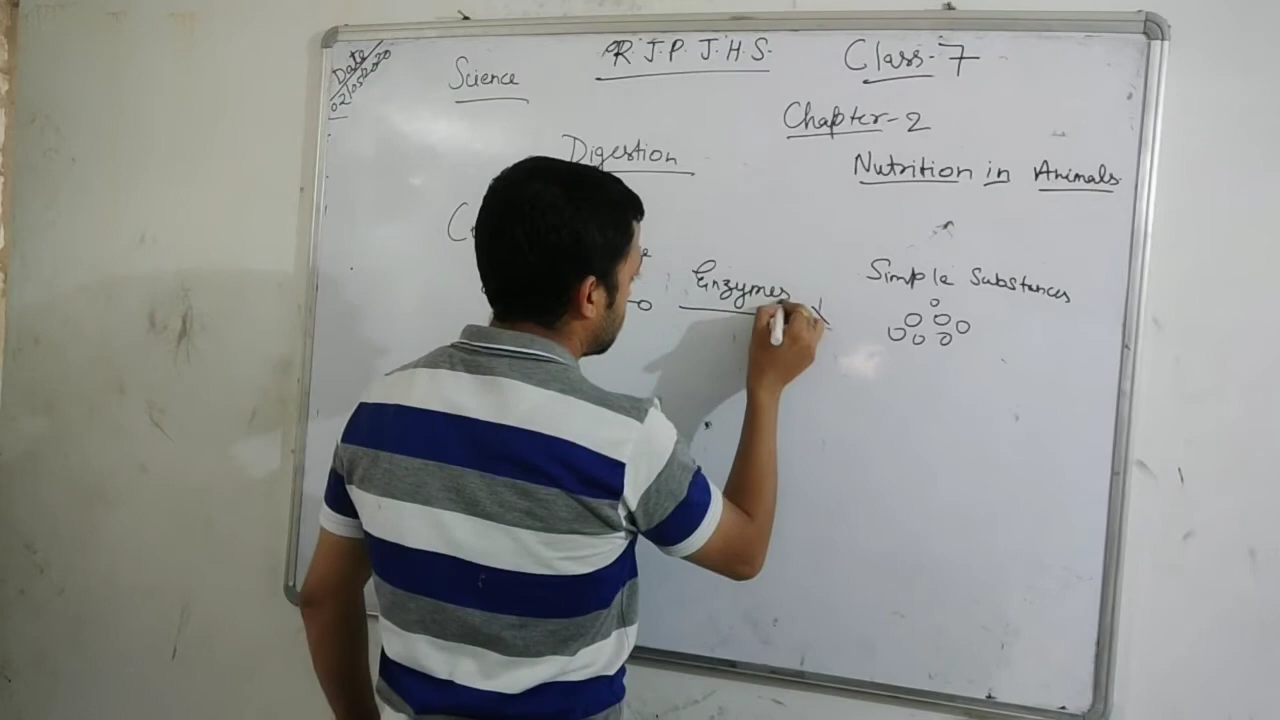 Date
02/05/2020
Science
R.J.P. J.H.S.
Class-7
Chapter-2
Digestion
Nutrition in Animals
Enzymes
Simple Substances